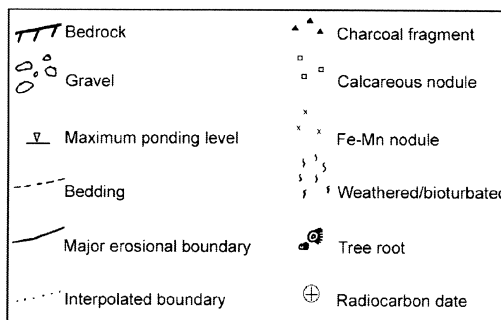 Bedrock
Gravel
Maximum ponding level
Bedding
Major erosional boundary
Interpolated boundary
Charcoal fragment
Calcareous nodule
Fe-Mn nodule
Weathered/bioturbated
Tree root
Radiocarbon date